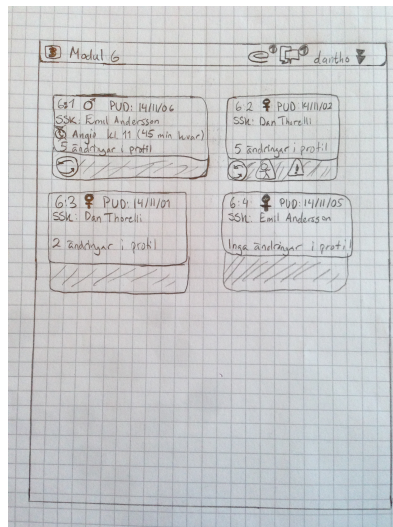 Modul 6
dantho
6:1 ♂ PUD: 14/11/06
SSK: Emil Andersson
Angio kl. 11 (45 min kvar)
5 ändringar i profil
6:2 ♀ PUD: 14/11/02
SSK: Dan Thorelli
5 ändringar i profil
6:3 ♀ PUD: 14/11/01
SSK: Dan Thorelli
2 ändringar i profil
6:4 ♀ PUD: 14/11/05
SSK: Emil Andersson
Inga ändringar i profil